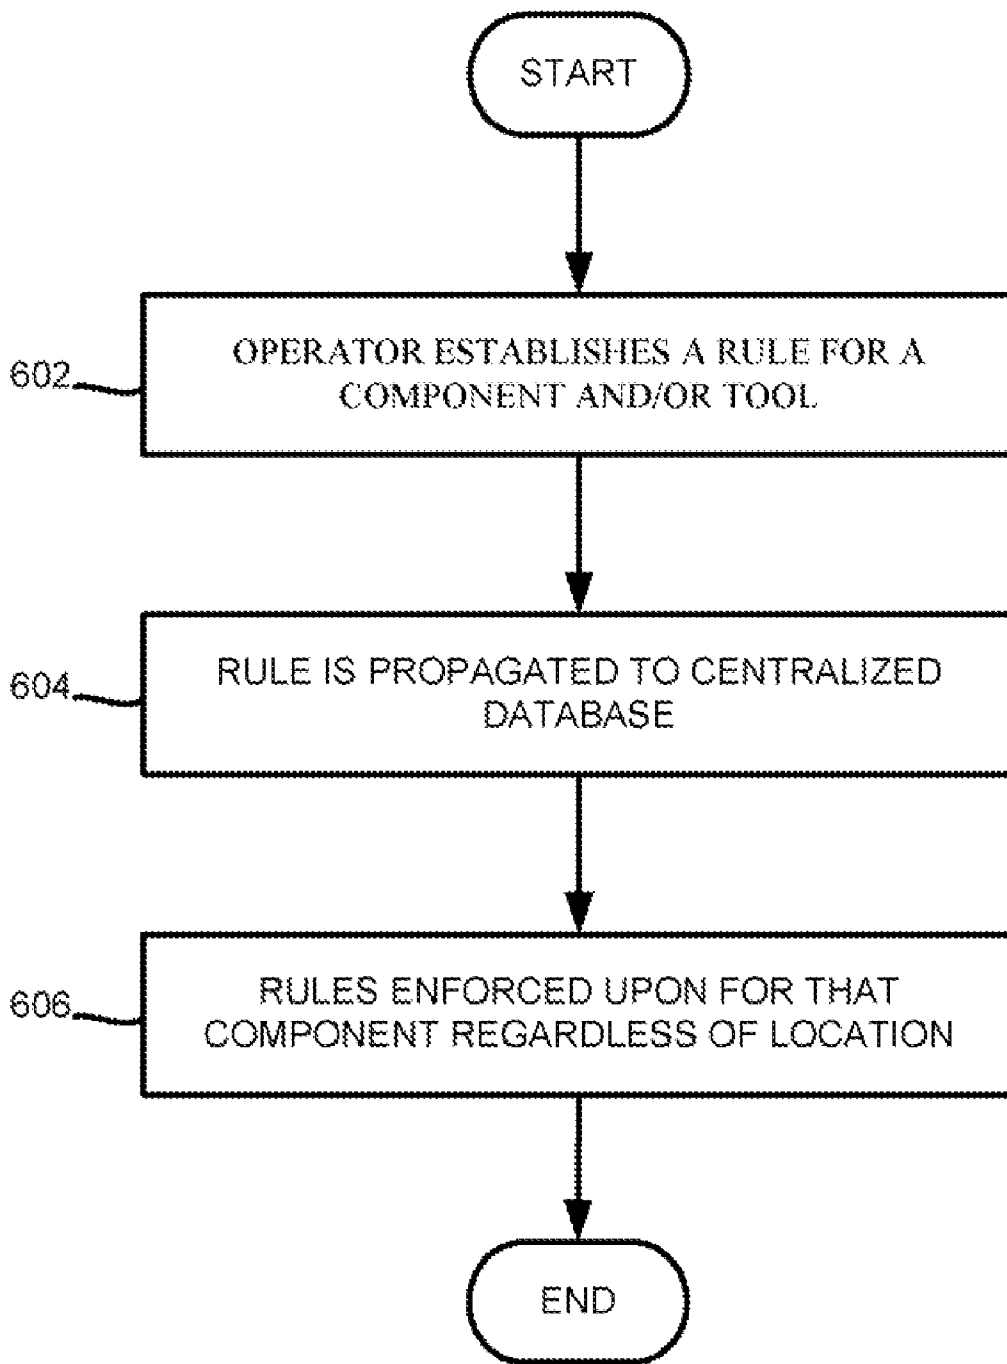 START
602
OPERATOR ESTABLISHES A RULE FOR A
COMPONENT AND/OR TOOL
604
RULE IS PROPAGATED TO CENTRALIZED
DATABASE
606
RULES ENFORCED UPON FOR THAT
COMPONENT REGARDLESS OF LOCATION
END